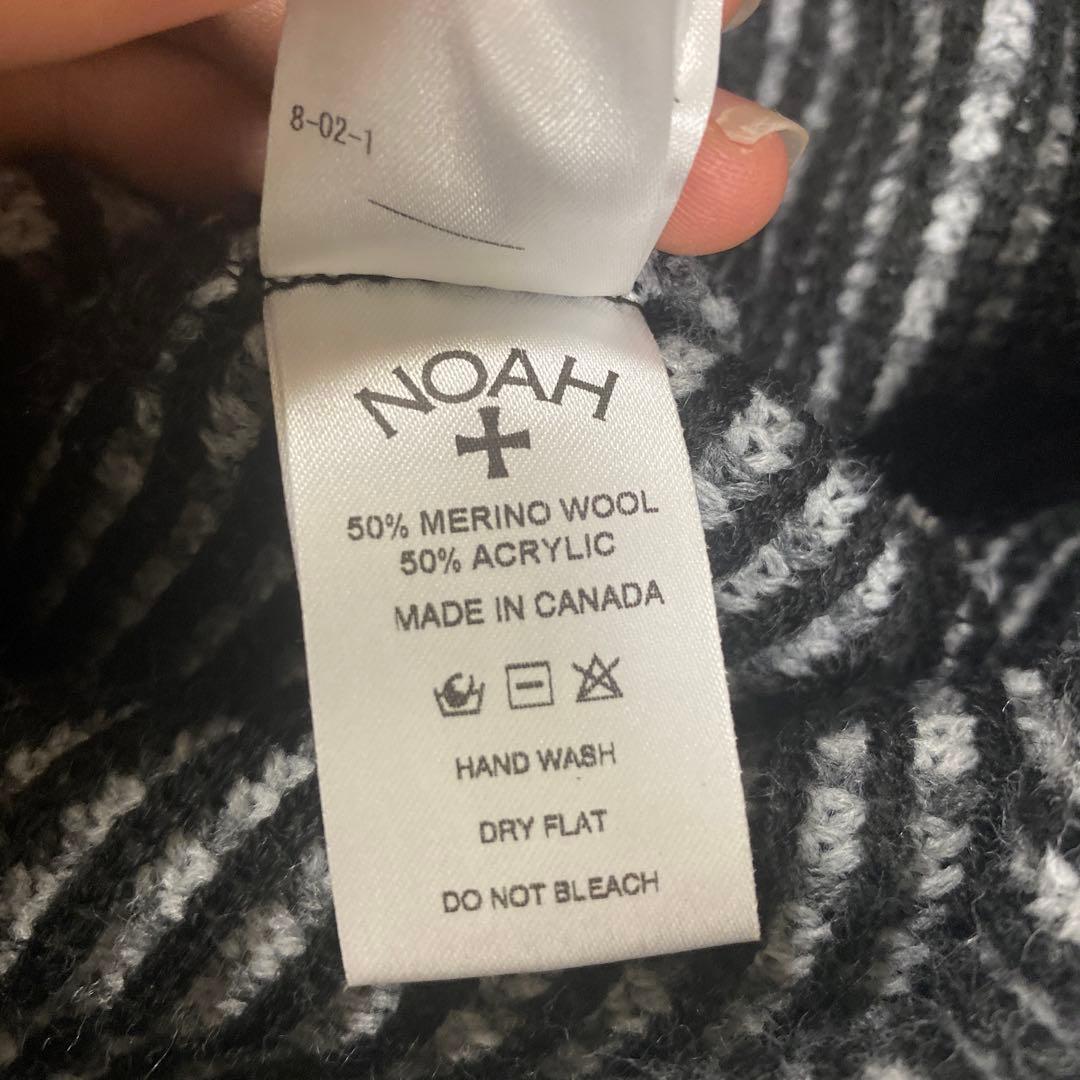 8-02-1
NOAH
50% MERINO WOOL
50% ACRYLIC
MADE IN CANADA
HAND WASH
DRY FLAT
DO NOT BLEACH